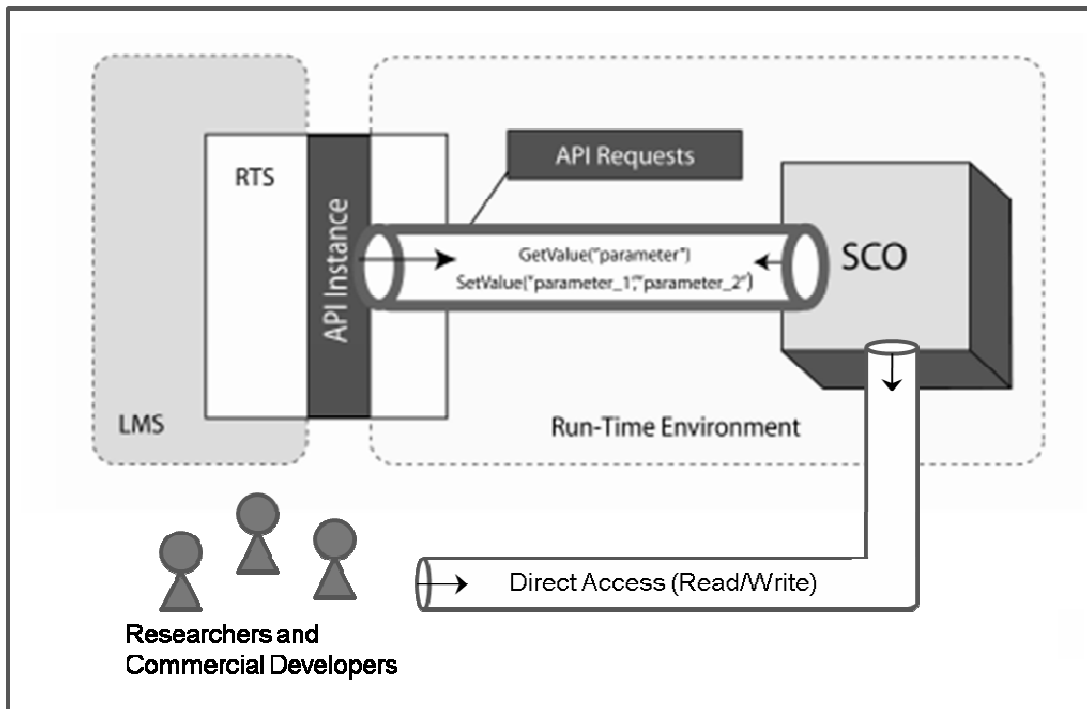 API Requests
RTS
API Instance
GetValue("parameter")
SetValue("parameter_1","parameter_2")
SCO
LMS
Run-Time Environment
Direct Access (Read/Write)
Researchers and
Commercial Developers